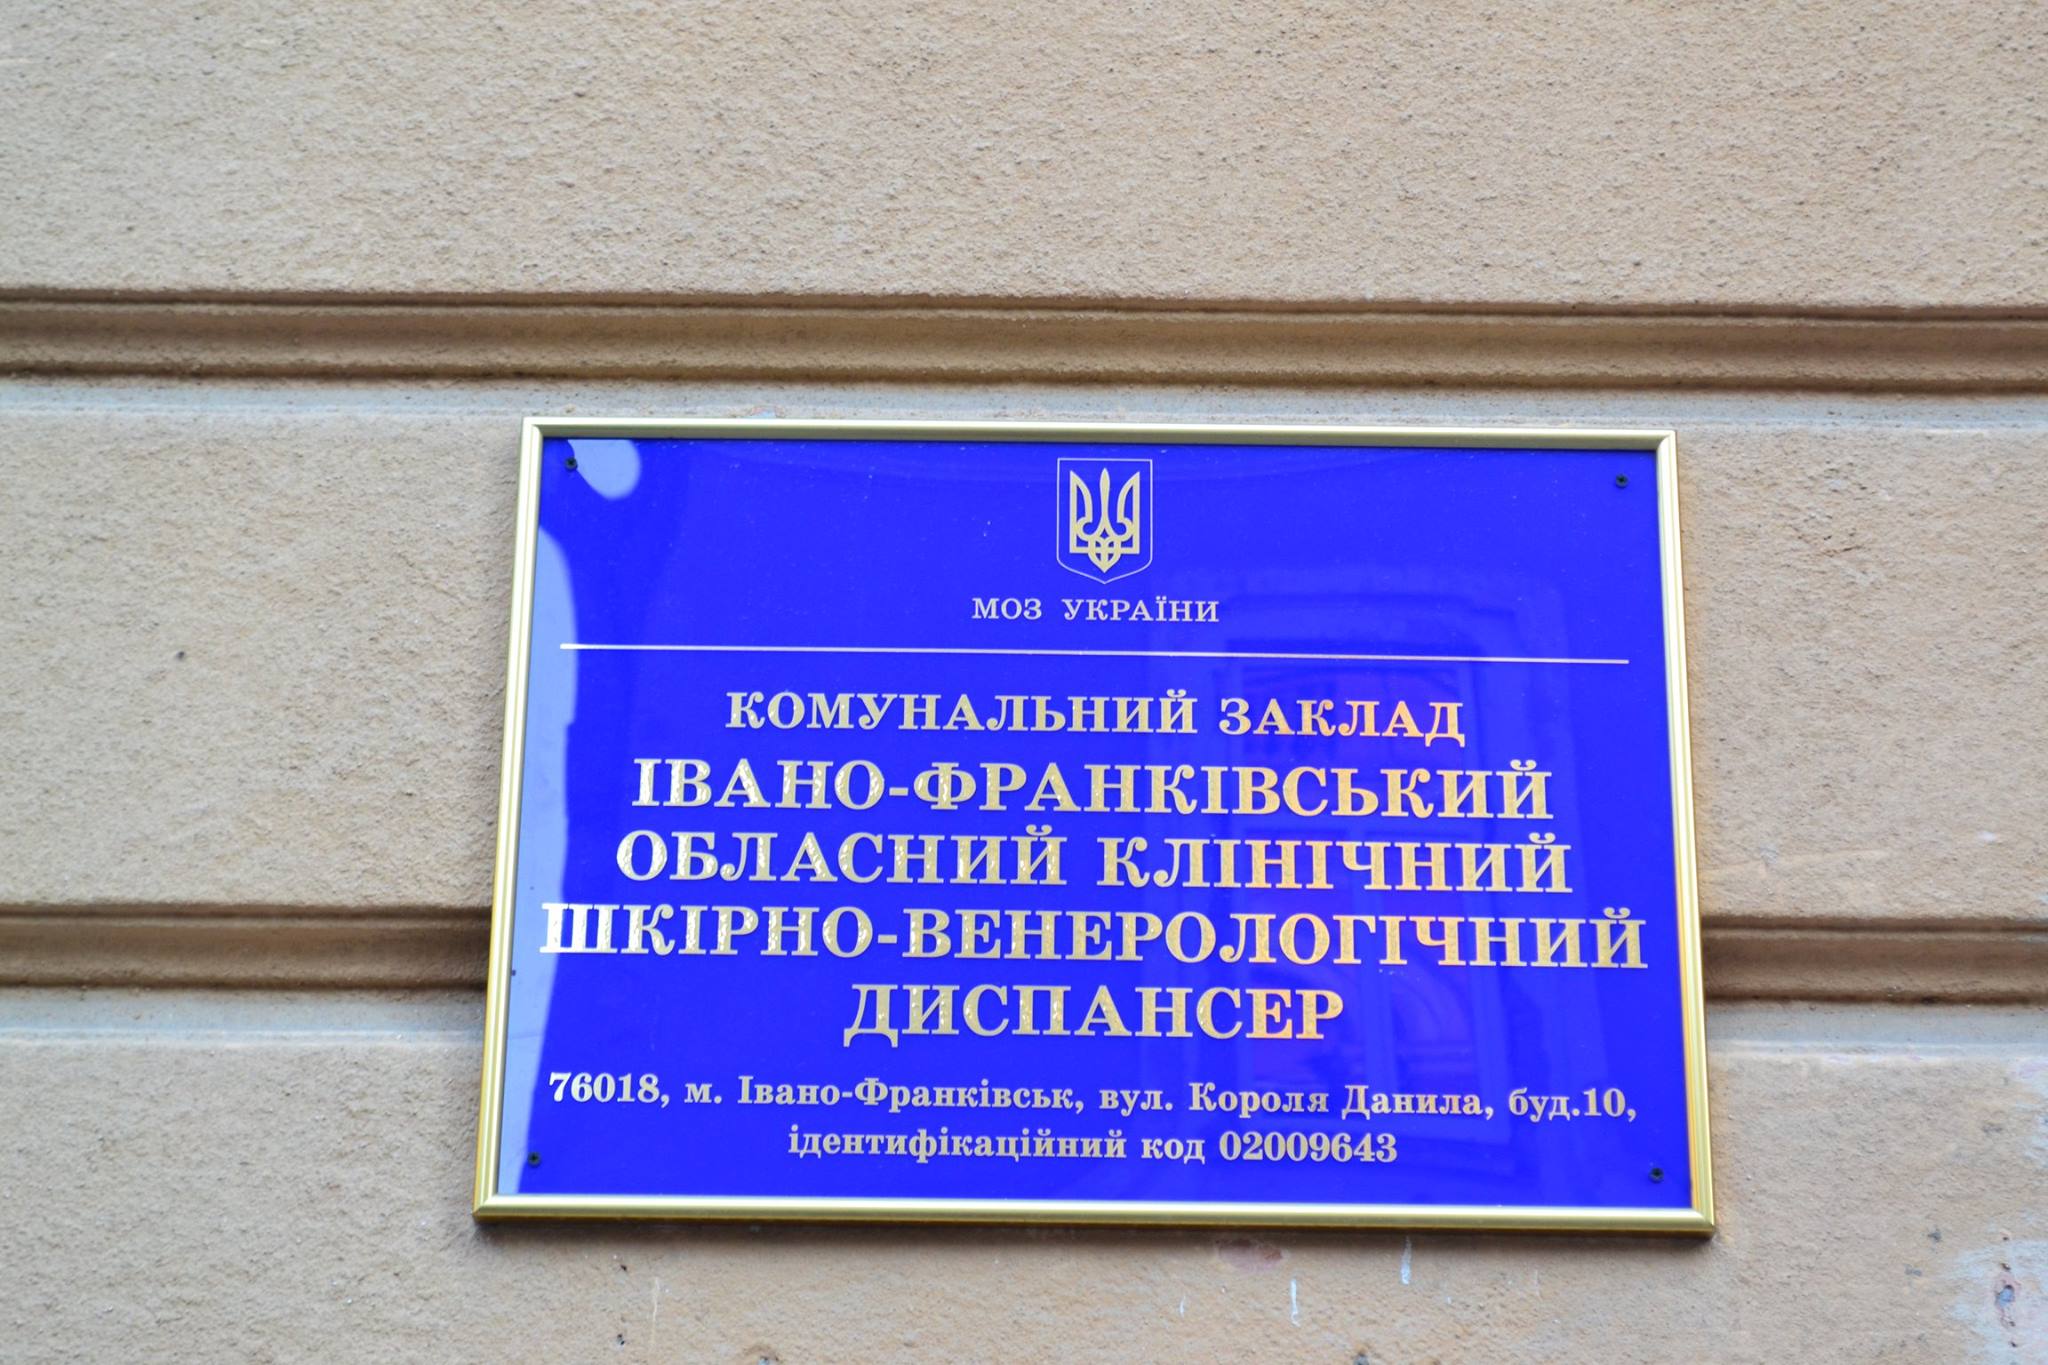 МОЗ УКРАЇНИ
КОМУНАЛЬНИЙ ЗАКЛАД
ІВАНО-ФРАНКІВСЬКИЙ
ОБЛАСНИЙ КЛІНІЧНИЙ
ШКІРНО-ВЕНЕРОЛОГІЧНИЙ
ДИСПАНСЕР
76018, м. Івано-Франківськ, вул. Короля Данила, буд.10,
ідентифікаційний код 02009643